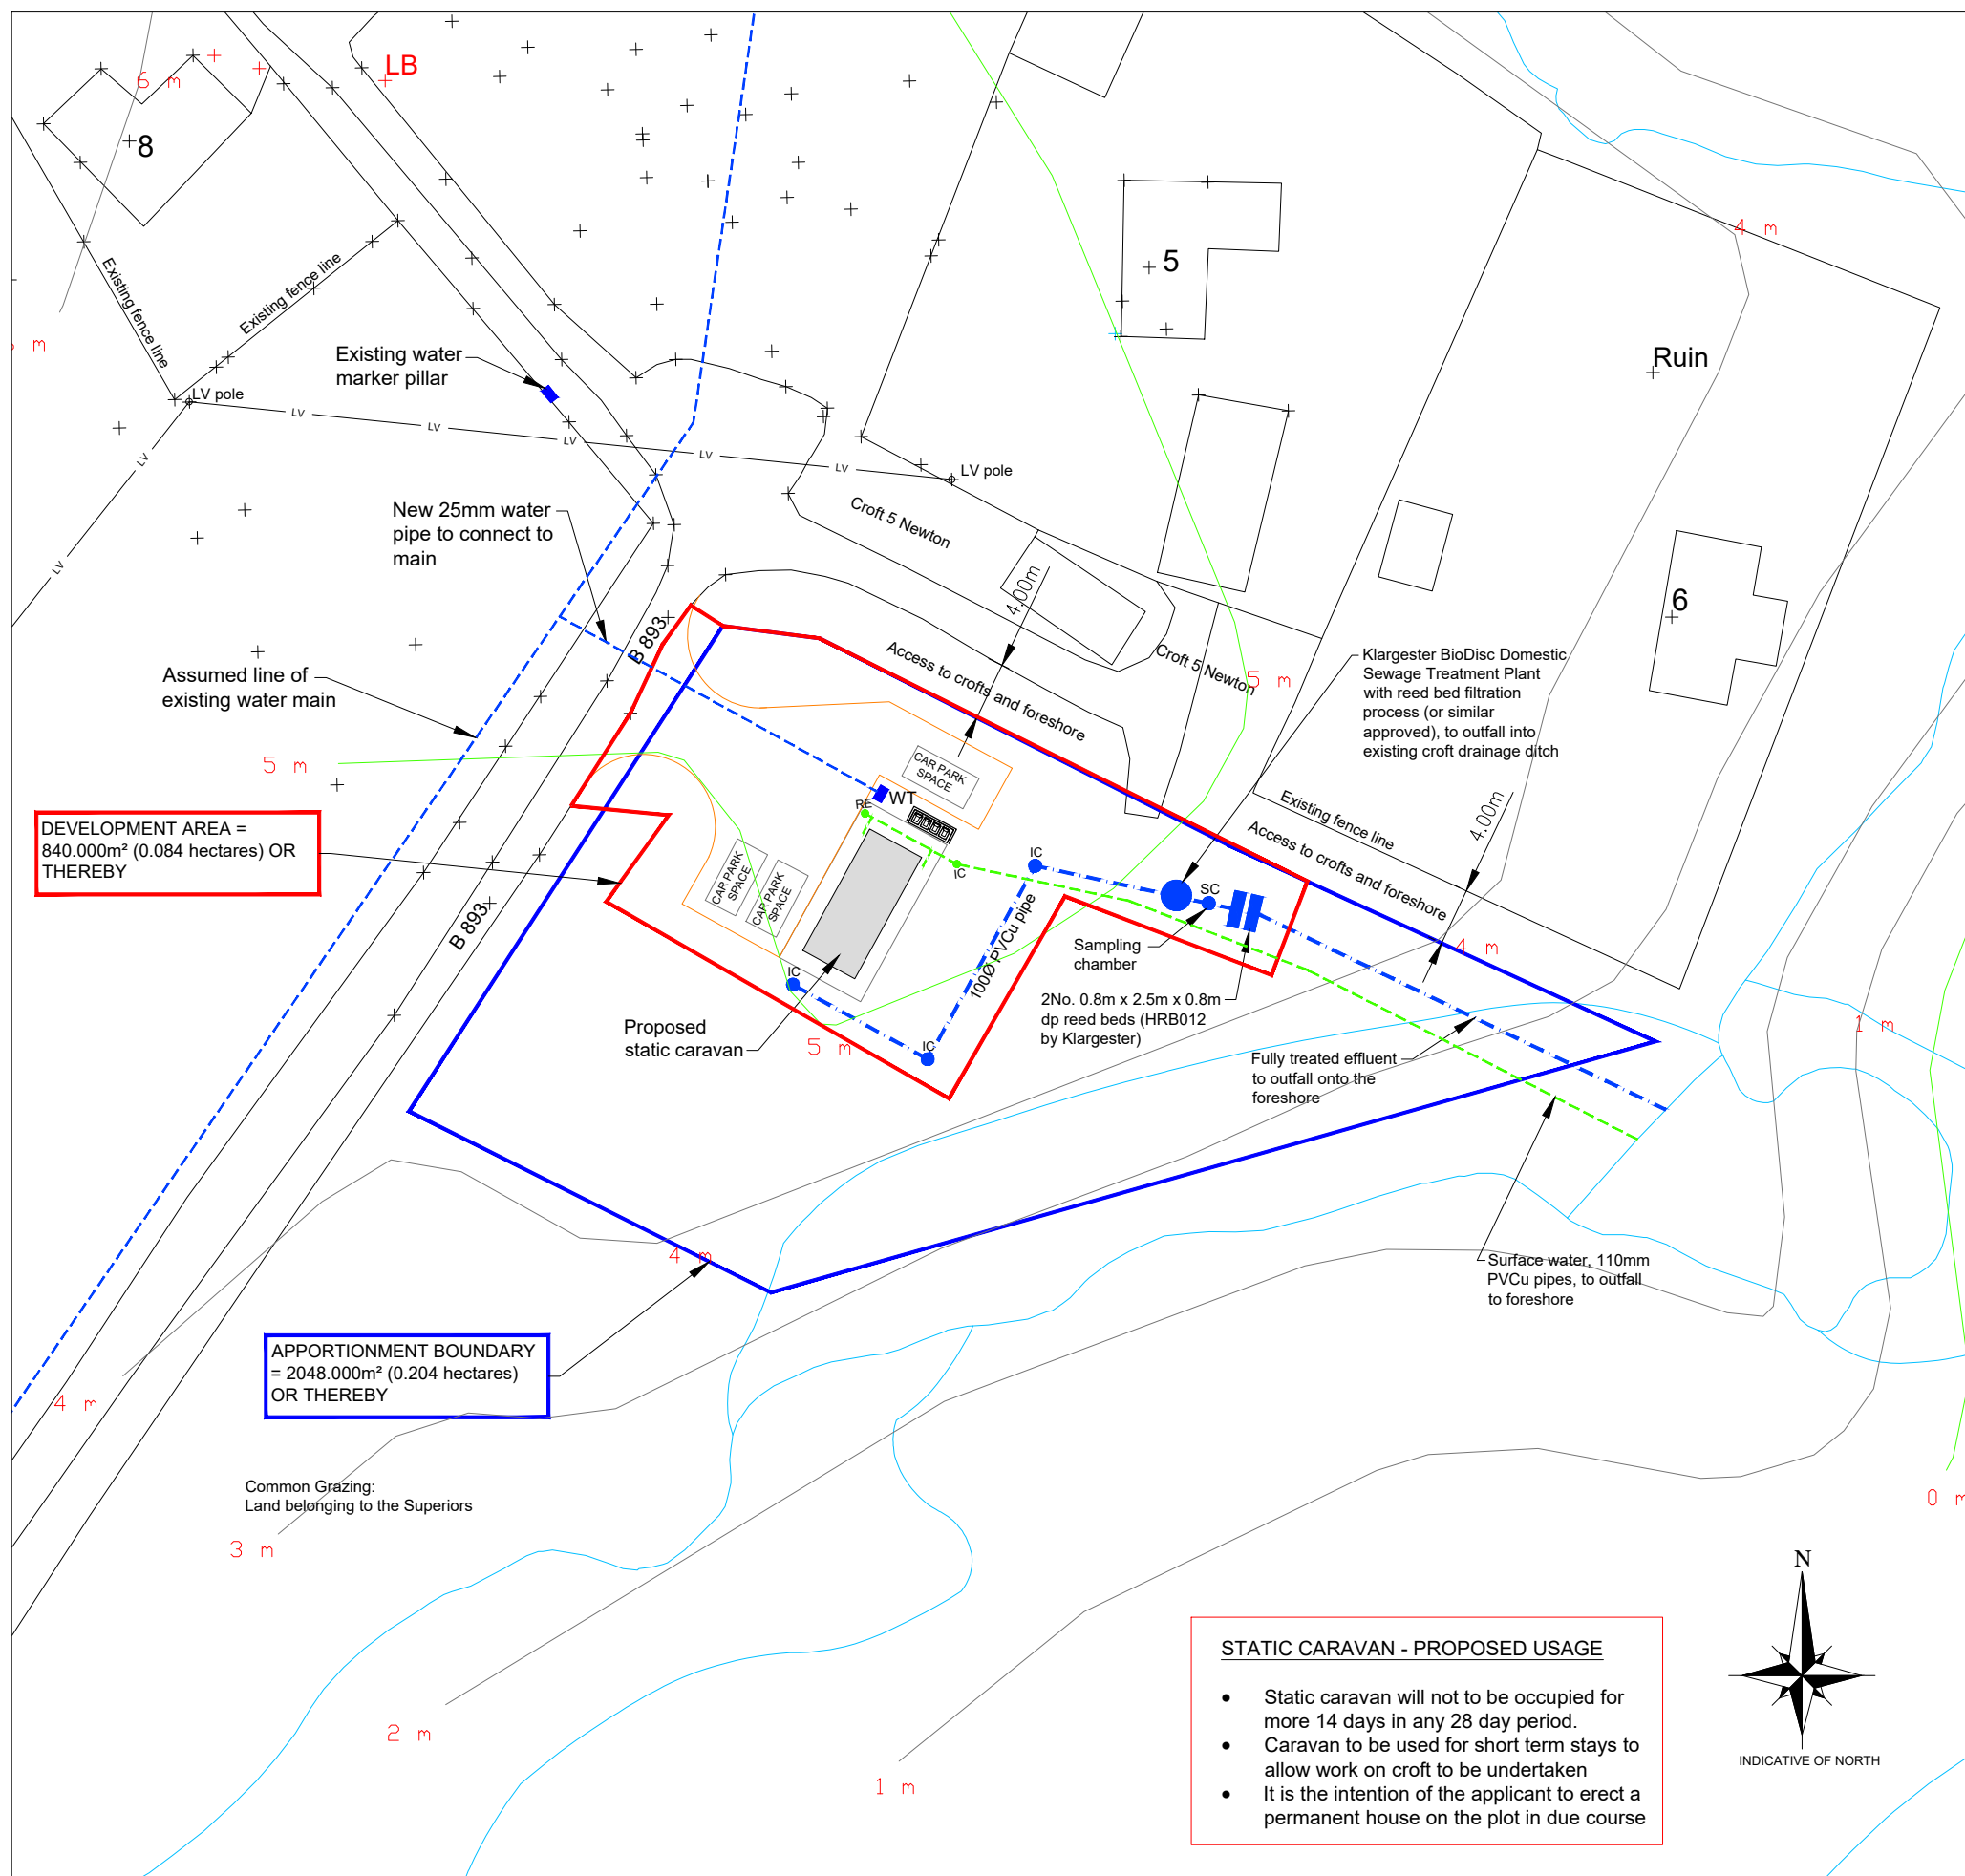 LB
6 m
8
5
4 m
m
Existing fence line
Existing fence line
Ruin
Existing water
marker pillar
LV pole
LV
LV
LV
LV
LV
LV
LV
LV pole
New 25mm water
pipe to connect to
main
Croft 5 Newton
4.00m
6
B 893
Access to crofts and foreshore
Croft 5 Newton
5 m
Klargester BioDisc Domestic
Sewage Treatment Plant
with reed bed filtration
process (or similar
approved), to outfall into
existing croft drainage ditch
Assumed line of
existing water main
5 m
CAR PARK
SPACE
WT
RE
Existing fence line
4.00m
DEVELOPMENT AREA =
840.000m² (0.084 hectares) OR
THEREBY
Access to crofts and foreshore
CAR PARK
SPACE
CAR PARK
SPACE
IC
IC
SC
B 893
100Ø PVCu pipe
Sampling
chamber
4 m
IC
2No. 0.8m x 2.5m x 0.8m
dp reed beds (HRB012
by Klargester)
Proposed
static caravan
5 m
IC
1 m
Fully treated effluent
to outfall onto the
foreshore
4 m
Surface water, 110mm
PVCu pipes, to outfall
to foreshore
APPORTIONMENT BOUNDARY
= 2048.000m² (0.204 hectares)
OR THEREBY
4 m
Common Grazing:
Land belonging to the Superiors
0 m
3 m
N
2 m
1 m
INDICATIVE OF NORTH
STATIC CARAVAN - PROPOSED USAGE
• Static caravan will not to be occupied for
more 14 days in any 28 day period.
• Caravan to be used for short term stays to
allow work on croft to be undertaken
• It is the intention of the applicant to erect a
permanent house on the plot in due course